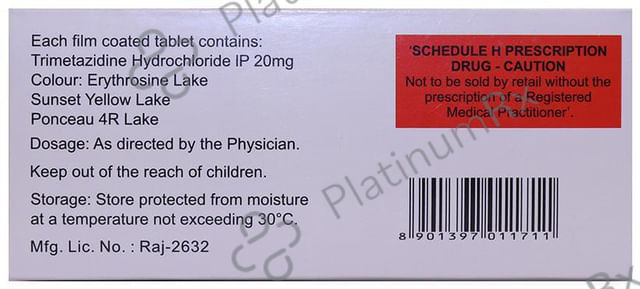 Each film coated tablet contains:
Trimetazidine Hydrochloride IP 20mg
Colour: Erythrosine Lake
Sunset Yellow Lake
Ponceau 4R Lake
Dosage: As directed by the Physician.
Keep out of the reach of children.
Storage: Store protected from moisture
at a temperature not exceeding 30°C.
Mfg. Lic. No. : Raj-2632
'SCHEDULE H PRESCRIPTION
DRUG - CAUTION
Not to be sold by retail without the
prescription of a Registered
Medical Practitioner'.
8 901397 011711
PlatinumRx
PlatinumRx